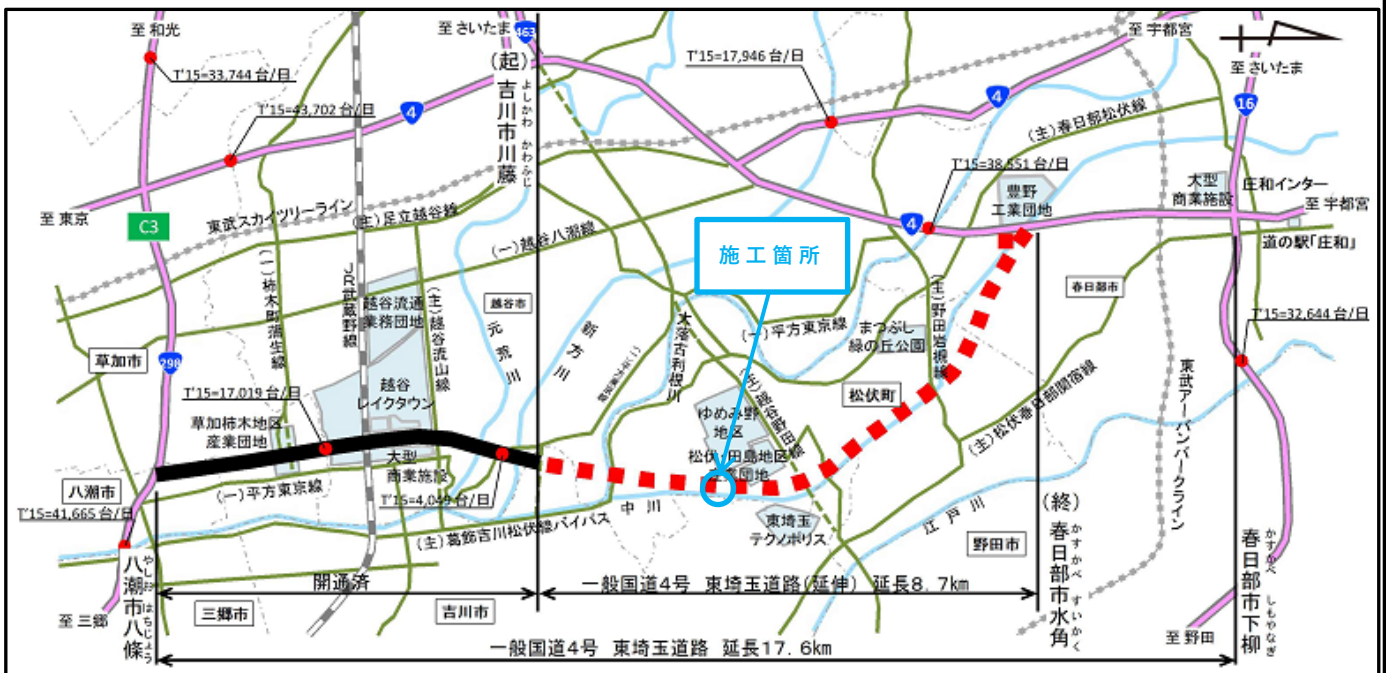 至 和光
至 さいたま
463
至 宇都宮
至 さいたま
T'15=33,744 台/日
T'15=43,702 台/日
T'15=17,946 台/日
4
4
16
(起)
吉川市川藤
よしかわ かわふじ
(主)春日部松伏線
T'15=38,551 台/日
豊野
工業団地
大型
商業施設
庄和インター
至 宇都宮
道の駅「庄和」
至 東京
C3
東武スカイツリーライン
(主)足立越谷線
(一)越谷八潮線
4
施工箇所
(一)柿木町蒲生線
JR武蔵野線
越谷流通
業務団地
(主)越谷流山線
越谷市
元荒川
新方川
大落古利根川
(一)平方東京線
まつぶし
緑の丘公園
(主)野田岩槻線
春日部市
T'15=32,644 台/日
草加市
298
T'15=17,019 台/日
越谷
レイクタウン
草加柿木地区
産業団地
ゆめみ野
地区
(主)越谷野田線
松伏町
(主)松伏春日部関宿線
東武アーバンパークライン
松伏・田島地区
産業団地
大型
商業施設
八潮市
(一)平方東京線
T'15=4,049 台/日
T'15=41,665 台/日
(主)葛飾吉川松伏線バイパス
中川
東埼玉
テクノポリス
江戸川
野田市
(終)
春日部市水角
かすかべ すいかく
春日部市下柳
かすかべ しもやなぎ
八潮市八條
やしお はちじょう
至 三郷
開通済
三郷市
吉川市
一般国道4号 東埼玉道路(延伸) 延長8.7km
至 野田
一般国道4号 東埼玉道路 延長17.6km